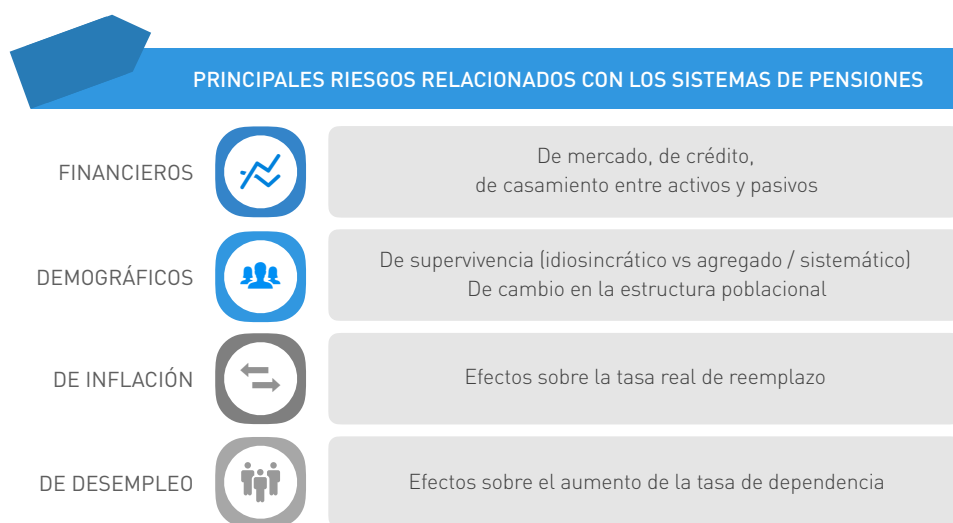 PRINCIPALES RIESGOS RELACIONADOS CON LOS SISTEMAS DE PENSIONES
FINANCIEROS
De mercado, de crédito,
de casamiento entre activos y pasivos
DEMOGRÁFICOS
De supervivencia (idiosincrático vs agregado / sistemático)
De cambio en la estructura poblacional
DE INFLACIÓN
Efectos sobre la tasa real de reemplazo
DE DESEMPLEO
Efectos sobre el aumento de la tasa de dependencia